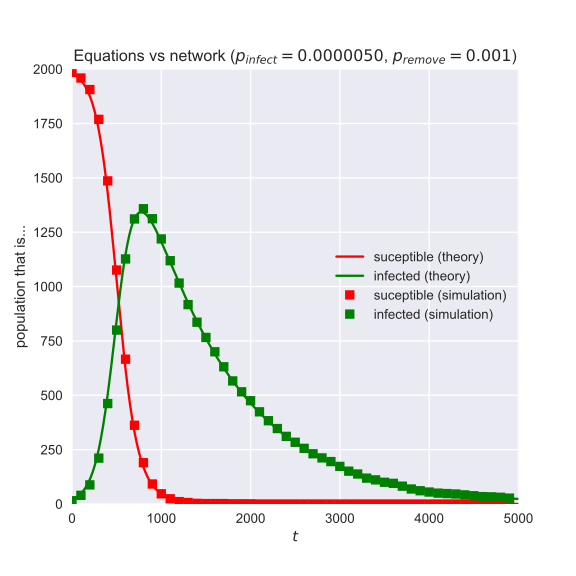 Equations vs network (p_infect = 0.0000050, p_remove = 0.001)
population that is...
2000
1750
1500
1250
1000
750
500
250
0
suceptible (theory)
infected (theory)
suceptible (simulation)
infected (simulation)
0 1000 2000 3000 4000 5000
t